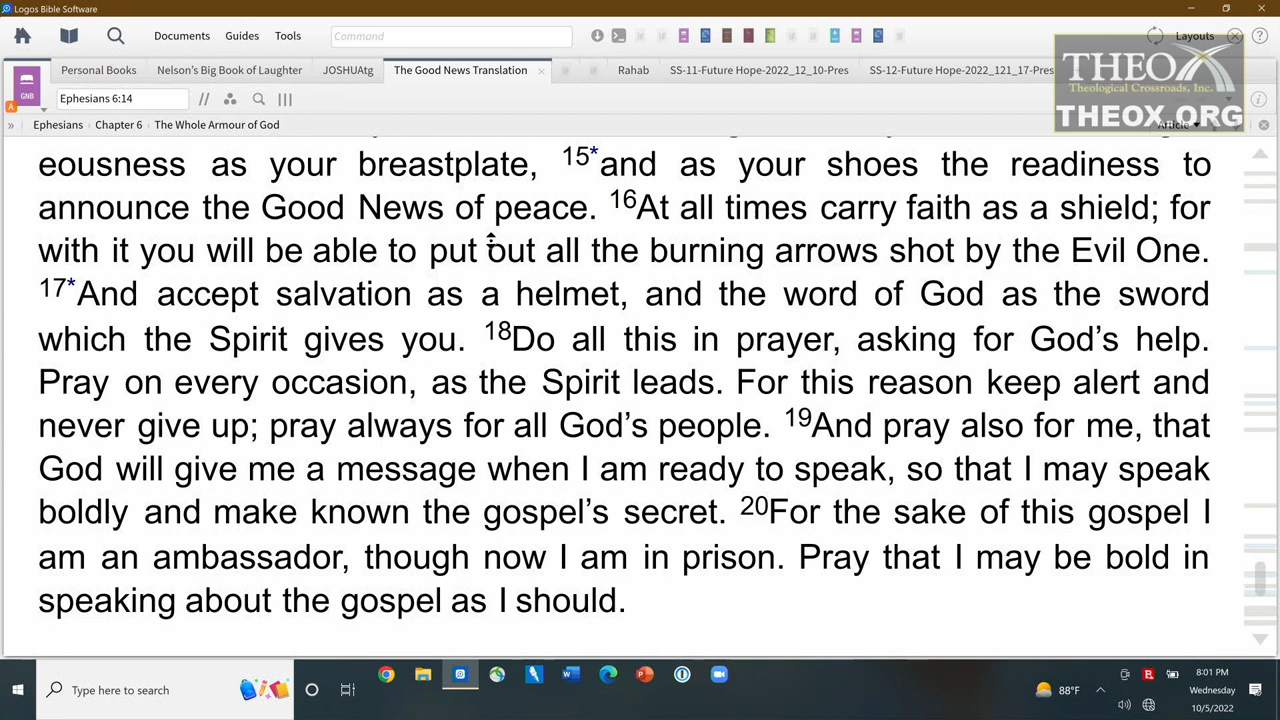 Logos Bible Software
Documents Guides Tools Command Layouts
Personal Books Nelson's Big Book of Laughter JOSHUAtg The Good News Translation Rahab SS-11-Future Hope-2022_12_10-Pres SS-12-Future Hope-2022_121_17-Pres
THEOX
Theological Crossroads, Inc.
THEOX.ORG
GNB
A
Ephesians 6:14
Ephesians Chapter 6 The Whole Armour of God Article
eousness as your breastplate, 15*and as your shoes the readiness to
announce the Good News of peace. 16At all times carry faith as a shield; for
with it you will be able to put out all the burning arrows shot by the Evil One.
17*And accept salvation as a helmet, and the word of God as the sword
which the Spirit gives you. 18Do all this in prayer, asking for God's help.
Pray on every occasion, as the Spirit leads. For this reason keep alert and
never give up; pray always for all God's people. 19And pray also for me, that
God will give me a message when I am ready to speak, so that I may speak
boldly and make known the gospel's secret. 20For the sake of this gospel I
am an ambassador, though now I am in prison. Pray that I may be bold in
speaking about the gospel as I should.
Type here to search
88°F
8:01 PM
Wednesday
10/5/2022